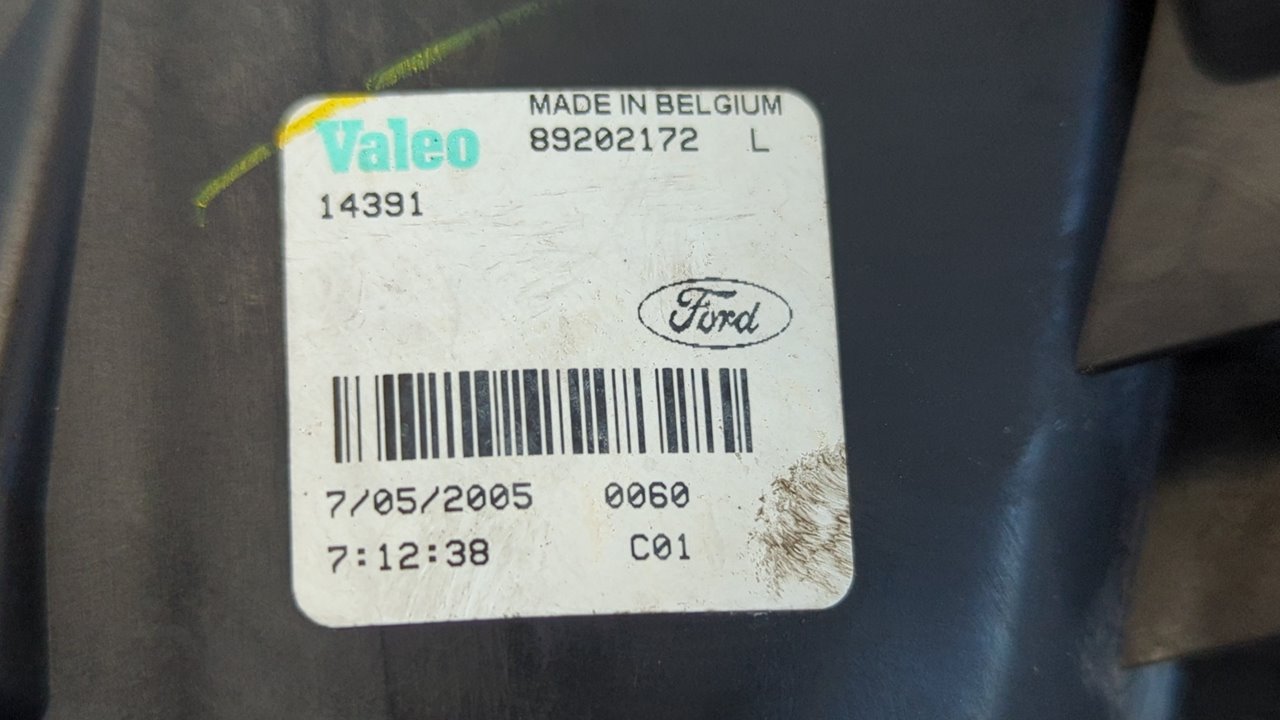 MADE IN BELGIUM
Valeo 89202172 L
14391
Ford
7/05/2005 0060
7:12:38 C01